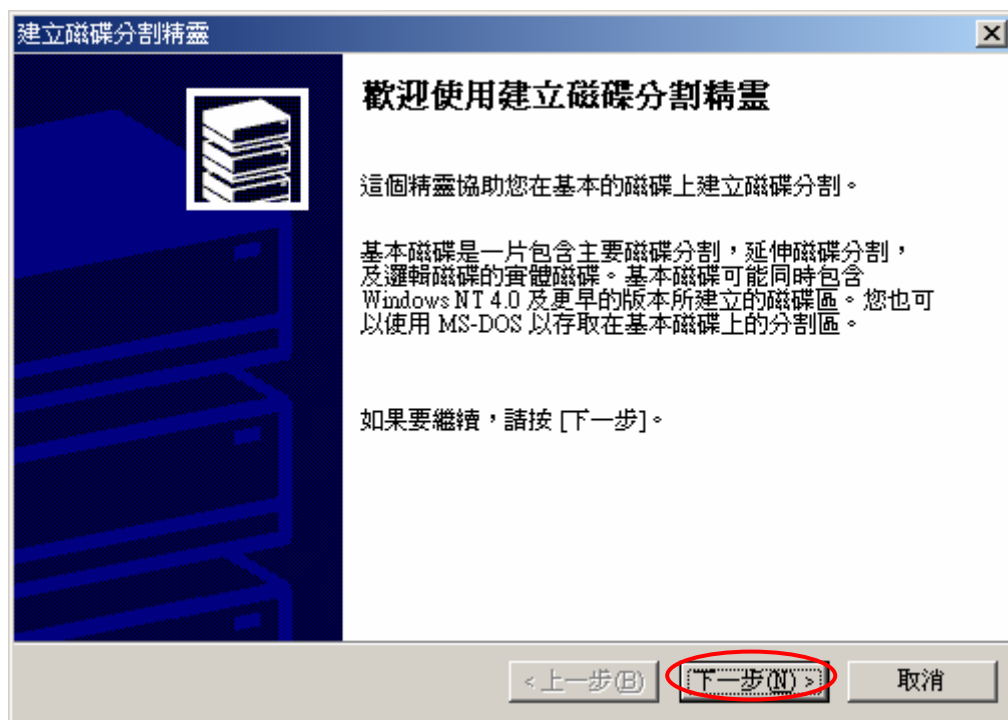 建立磁碟分割精靈
歡迎使用建立磁碟分割精靈
這個精靈協助您在基本的磁碟上建立磁碟分割。
基本磁碟是一片包含主要磁碟分割，延伸磁碟分割，
及邏輯磁碟的實體磁碟。基本磁碟可能同時包含
Windows NT 4.0 及更早的版本所建立的磁碟區。您也可
以使用 MS-DOS 以存取在基本磁碟上的分割區。
如果要繼續，請按 [下一步]。
< 上一步(B)
下一步(N) >
取消